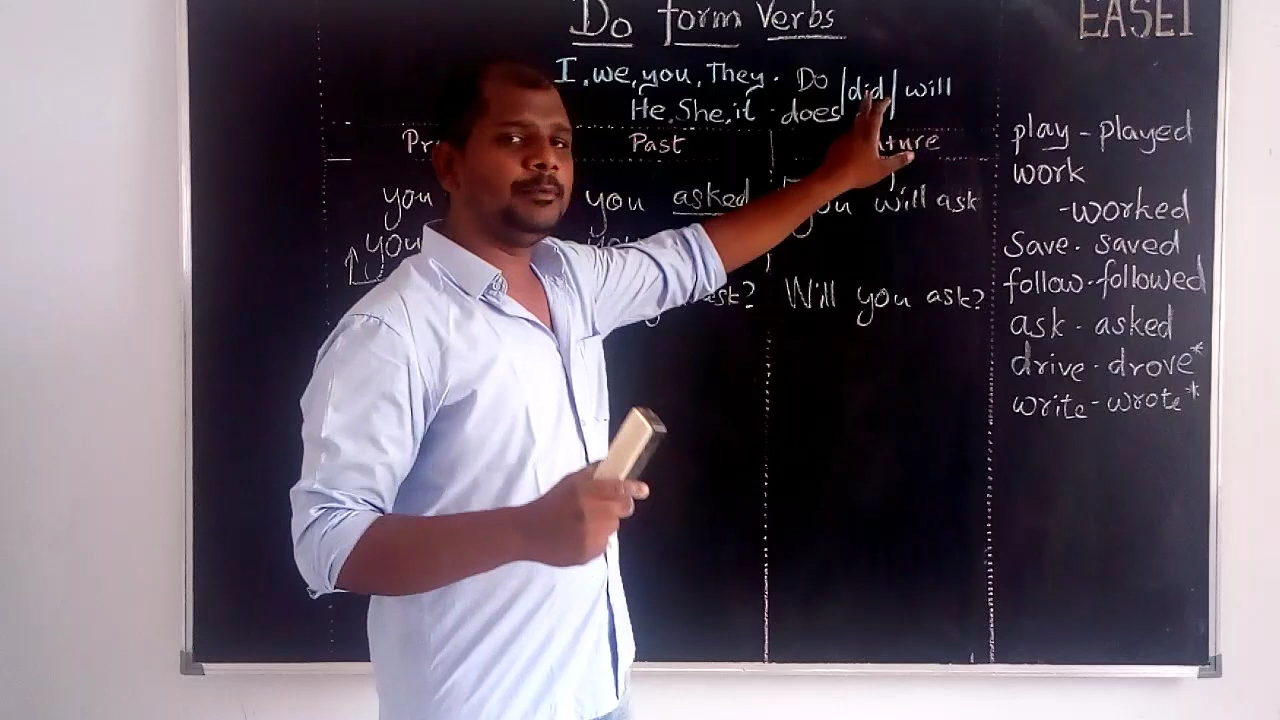 Do form Verbs
EASEI
I, we, you, They. Do |did| will
He, She, it - does
Past
play - played
work
- worked
you
you asked
you will ask
Save. saved
follow. followed
ask?
Will you ask?
ask. asked
drive. drove*
write - wrote*